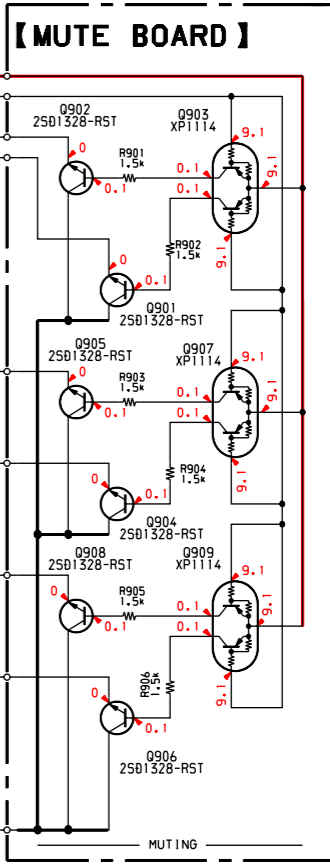 【MUTE BOARD】
Q902
2SD1328-RST
Q903
XP1114
9.1
0
R901
1.5k
0.1
9.1
0.1
0.1
0
R902
1.5k
0.1
9.1
Q901
2SD1328-RST
Q905
2SD1328-RST
Q907
XP1114
9.1
0
R903
1.5k
0.1
9.1
0.1
0.1
0
R904
1.5k
0.1
9.1
Q904
2SD1328-RST
Q908
2SD1328-RST
Q909
XP1114
9.1
0
R905
1.5k
0.1
9.1
0.1
0.1
0
R906
1.5k
0.1
9.1
Q906
2SD1328-RST
MUTING